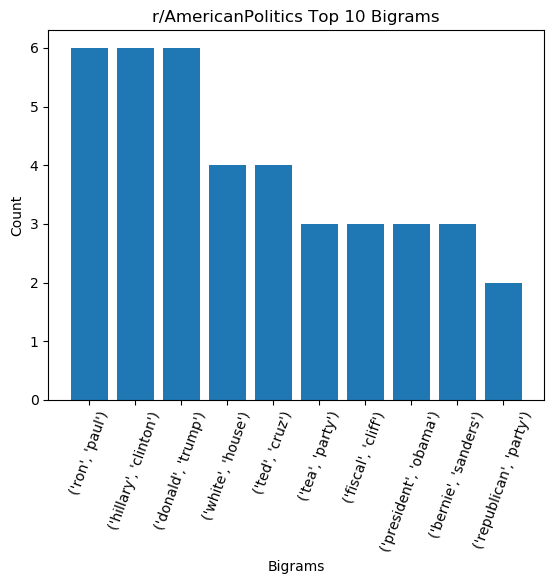 r/AmericanPolitics Top 10 Bigrams
6
5
4
3
2
1
0
Count
('ron', 'paul')
('hillary', 'clinton')
('donald', 'trump')
('white', 'house')
('ted', 'cruz')
('tea', 'party')
('fiscal', 'cliff')
('president', 'obama')
('bernie', 'sanders')
('republican', 'party')
Bigrams